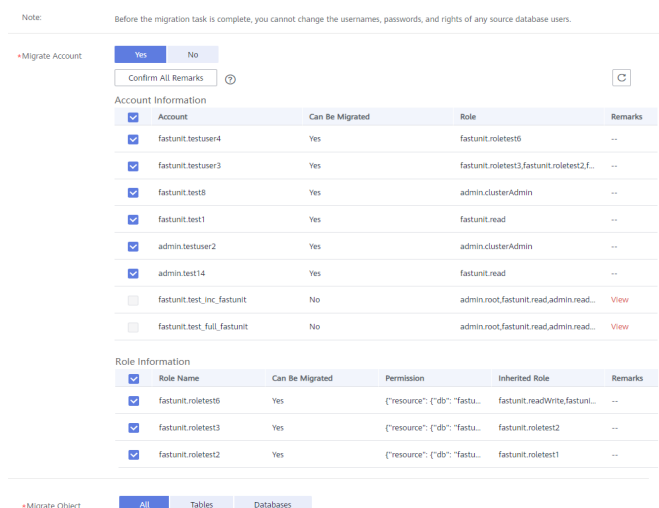 Note: Before the migration task is complete, you cannot change the usernames, passwords, and rights of any source database users.
*Migrate Account Yes No
Confirm All Remarks ?
Account Information
Account Can Be Migrated Role Remarks
fastunit.testuser4 Yes fastunit.roletest6 --
fastunit.testuser3 Yes fastunit.roletest3,fastunit.roletest2,f... --
fastunit.test8 Yes admin.clusterAdmin --
fastunit.test1 Yes fastunit.read --
admin.testuser2 Yes admin.clusterAdmin --
admin.test14 Yes fastunit.read --
fastunit.test_inc_fastunit No admin.root,fastunit.read,admin.read... View
fastunit.test_full_fastunit No admin.root,fastunit.read,admin.read... View
Role Information
Role Name Can Be Migrated Permission Inherited Role Remarks
fastunit.roletest6 Yes {"resource": {"db": "fastu... fastunit.readWrite,fastuni... --
fastunit.roletest3 Yes {"resource": {"db": "fastu... fastunit.roletest2 --
fastunit.roletest2 Yes {"resource": {"db": "fastu... fastunit.roletest1 --
*Migrate Object All Tables Databases